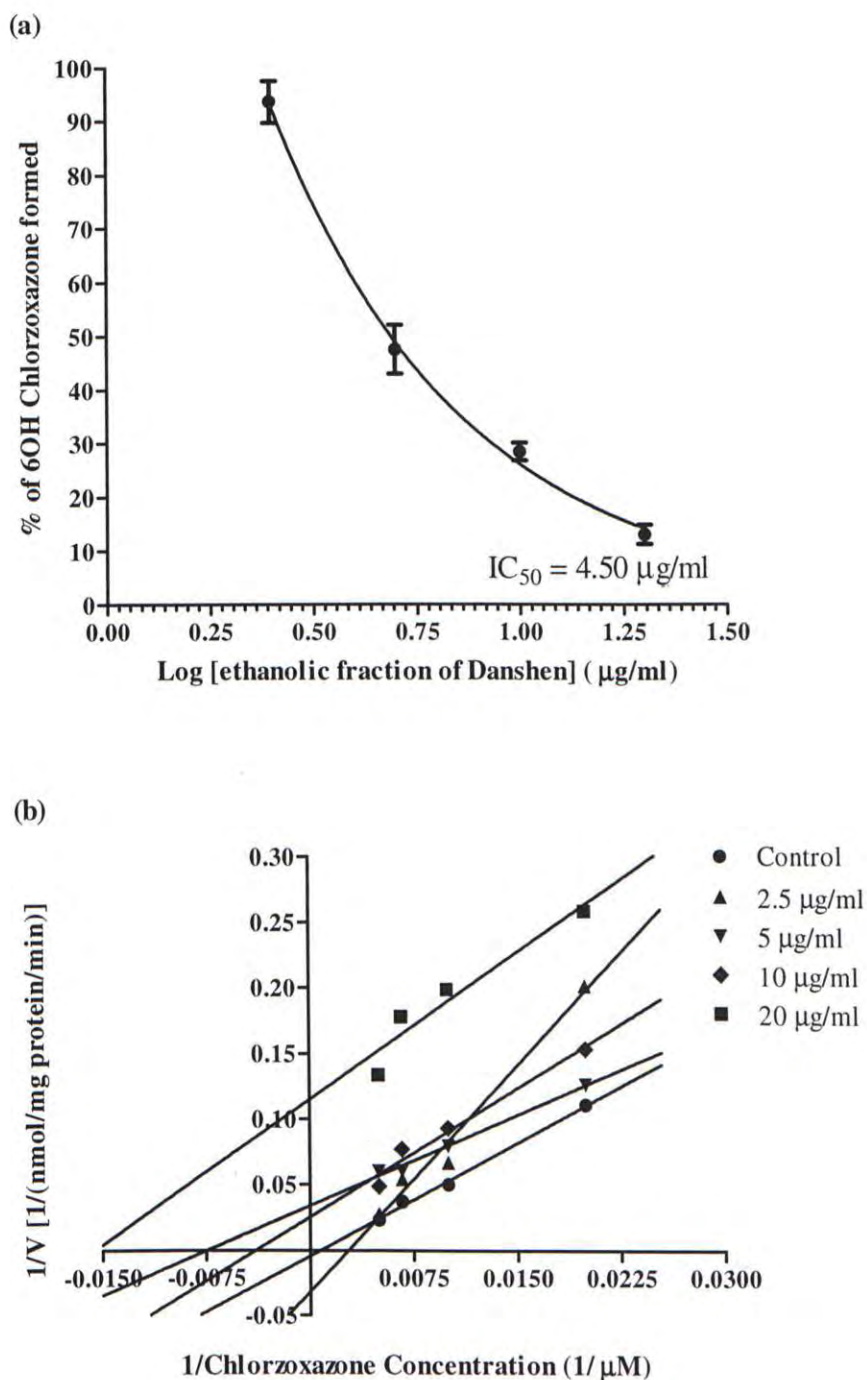 (a)
100
90
80
70
60
50
40
30
20
10
0
% of 6OH Chlorzoxazone formed
IC50 = 4.50 μg/ml
0.00 0.25 0.50 0.75 1.00 1.25 1.50
Log [ethanolic fraction of Danshen] ( μg/ml)
(b)
0.30
0.25
0.20
0.15
0.10
0.05
-0.05
1/V [1/(nmol/mg protein/min)]
Control
2.5 μg/ml
5 μg/ml
10 μg/ml
20 μg/ml
-0.0150 -0.0075 0.0075 0.0150 0.0225 0.0300
1/Chlorzoxazone Concentration (1/ μM)